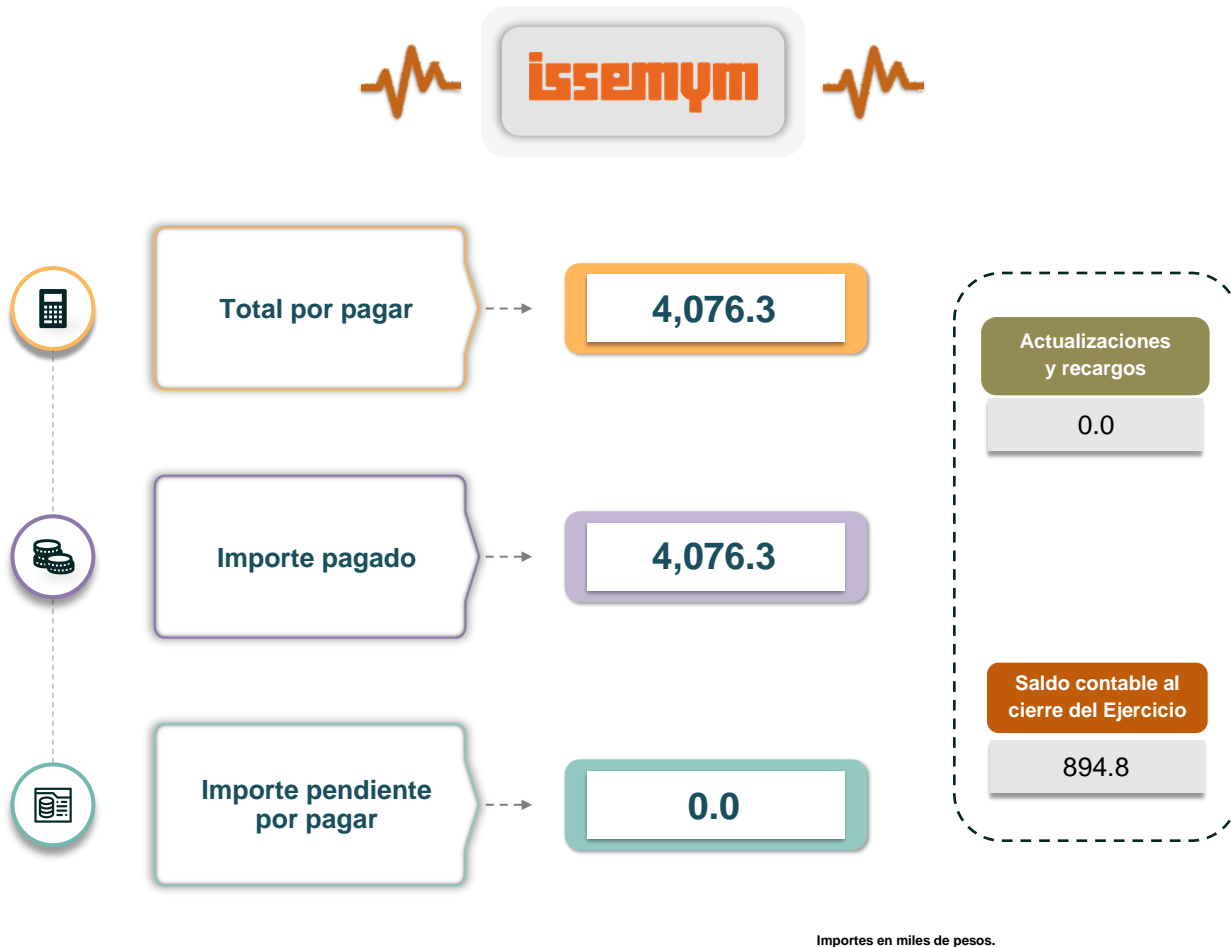 issemym
Total por pagar
4,076.3
Actualizaciones
y recargos
0.0
Importe pagado
4,076.3
Saldo contable al
cierre del Ejercicio
894.8
Importe pendiente
por pagar
0.0
Importes en miles de pesos.